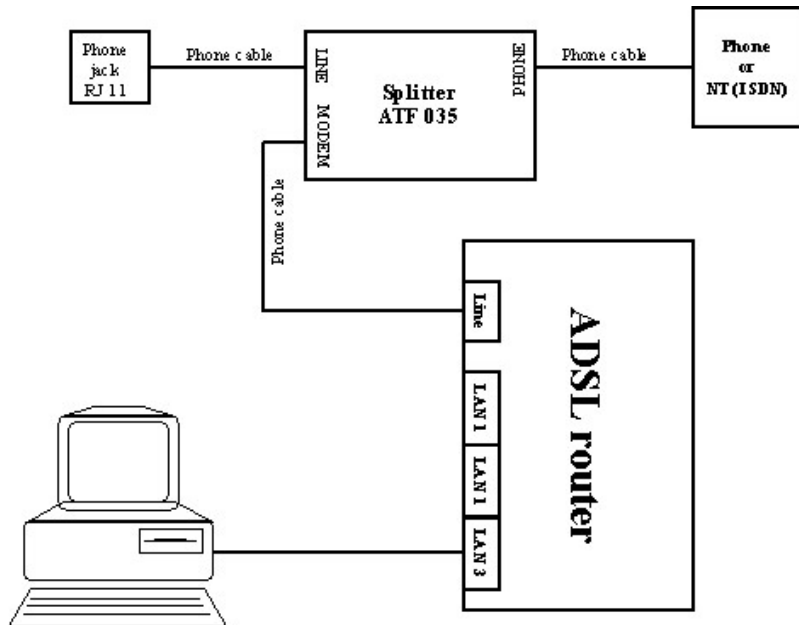 Phone
jack
RJ 11
Phone cable
LINE
MODEM
Splitter
ATF 035
PHONE
Phone cable
Phone
or
NT(ISDN)
Phone cable
Line
LAN 1
LAN 1
LAN 3
ADSL router